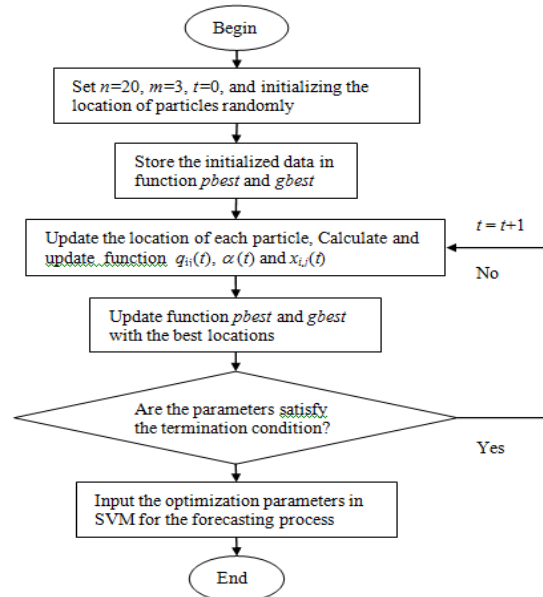 Begin
Set n=20, m=3, t=0, and initializing the
location of particles randomly
Store the initialized data in
function pbest and gbest
t = t+1
Update the location of each particle, Calculate and
update function qij(t), α(t) and xi,j(t)
No
Update function pbest and gbest
with the best locations
Are the parameters satisfy
the termination condition?
Yes
Input the optimization parameters in
SVM for the forecasting process
End